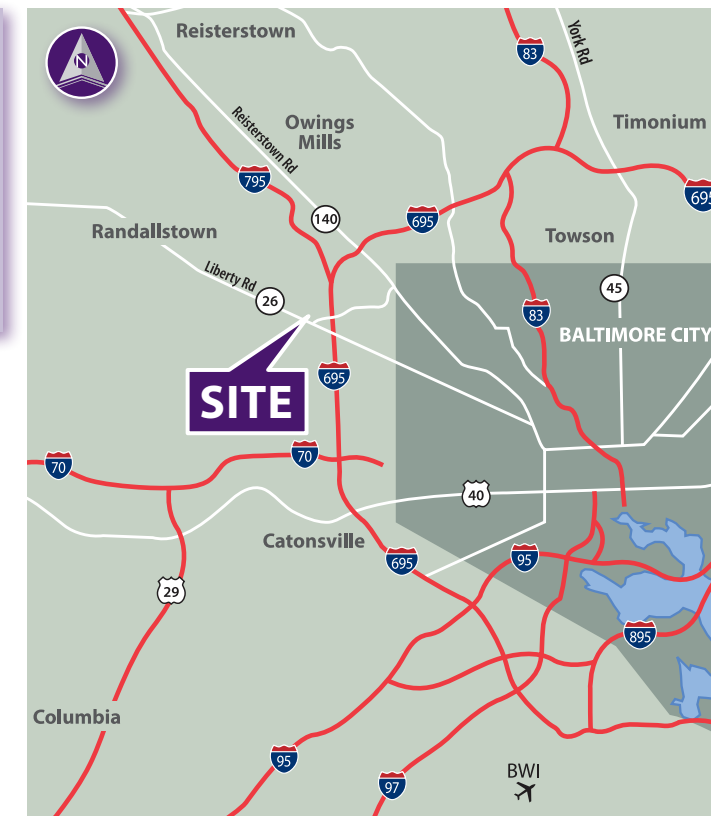 N
Reisterstown
83
York Rd
Owings
Mills
Timonium
Reisterstown Rd
795
695
140
695
Randallstown
Towson
Liberty Rd
26
45
83
BALTIMORE CITY
695
SITE
70
70
40
Catonsville
95
695
29
895
Columbia
95
BWI
97